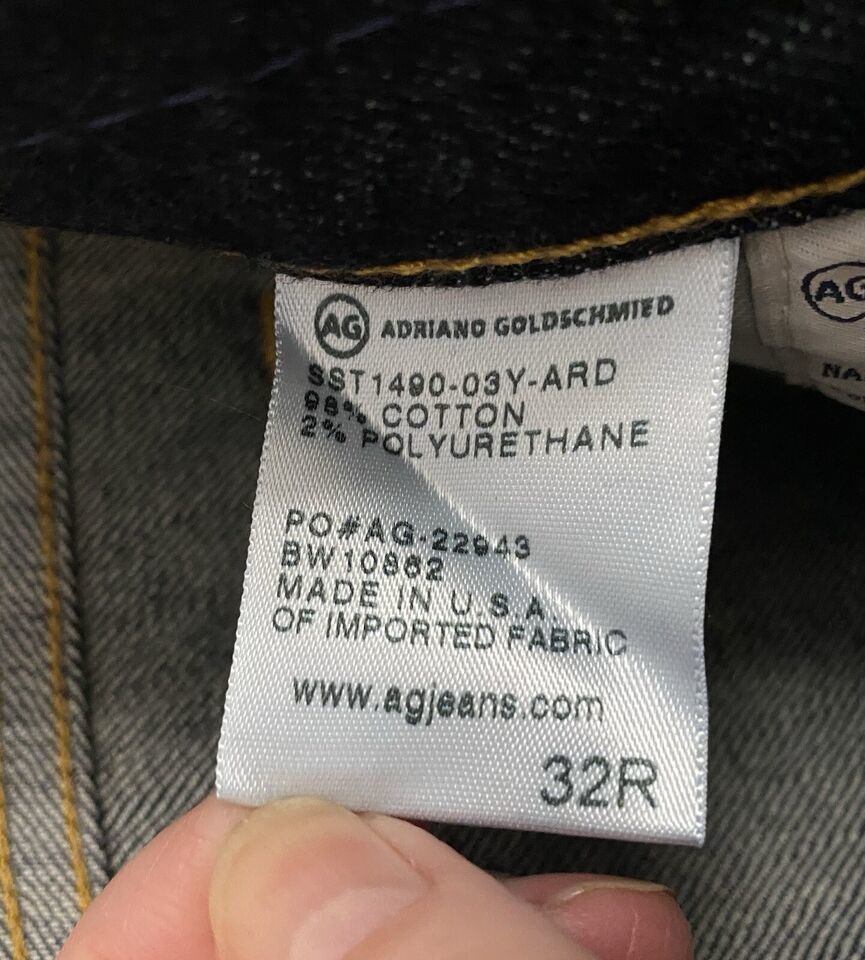 AG ADRIANO GOLDSCHMIED
SST1490-03Y-ARD
98% COTTON
2% POLYURETHANE
PO#AG-22943
BW10862
MADE IN U.S.A
OF IMPORTED FABRIC
www.agjeans.com
32R
AG
NA